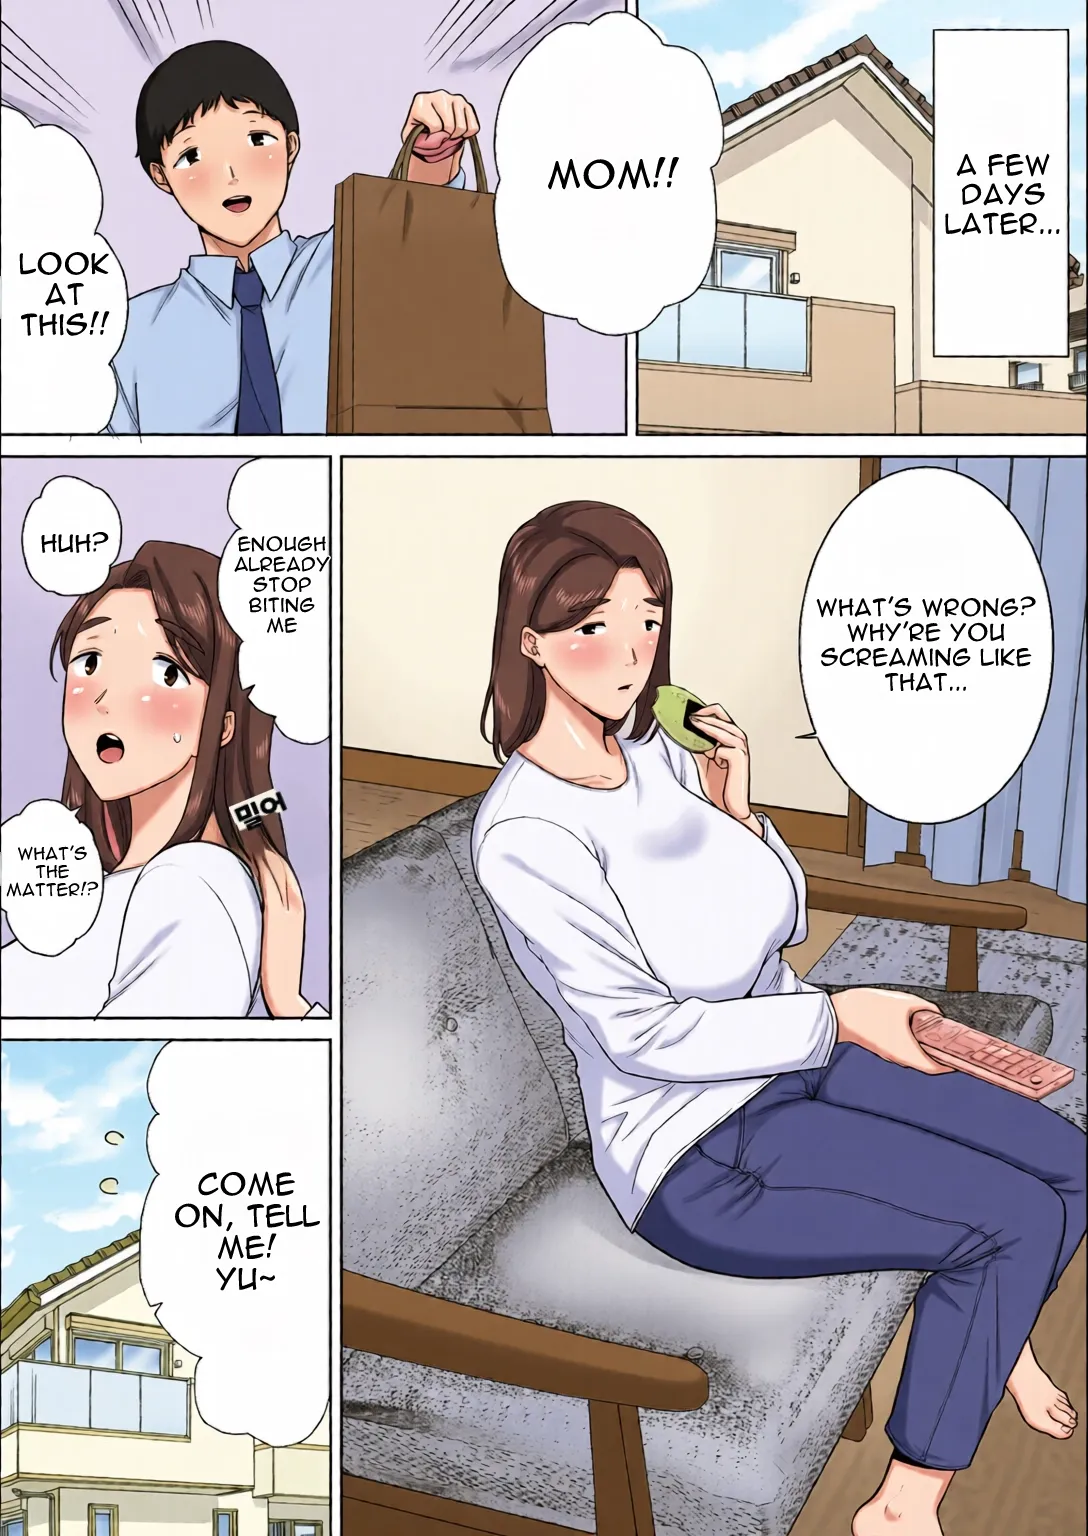 A FEW
DAYS
LATER...
MOM!!
LOOK
AT
THIS!!
WHAT'S WRONG?
WHY'RE YOU
SCREAMING LIKE
THAT...
ENOUGH
ALREADY
STOP
BITING
ME
HUH?
밀어
WHAT'S
THE
MATTER!?
COME
ON, TELL
ME!
YU~